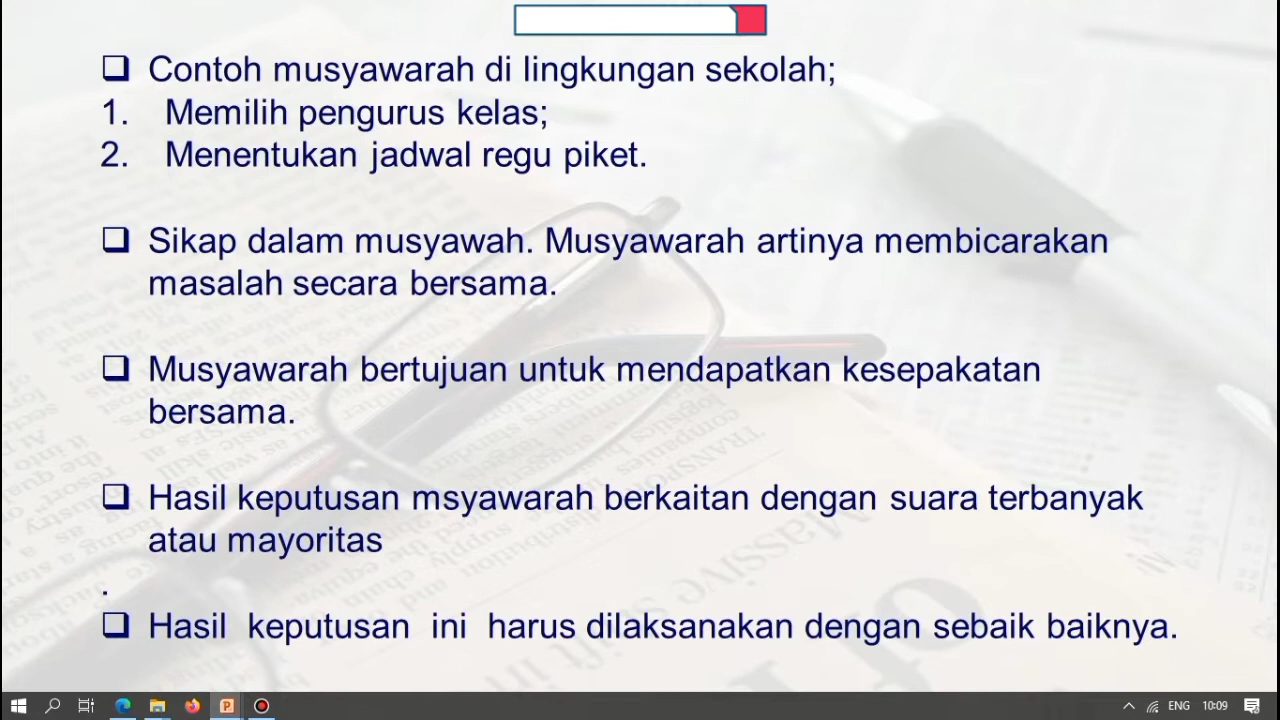 ❑ Contoh musyawarah di lingkungan sekolah;
1. Memilih pengurus kelas;
2. Menentukan jadwal regu piket.
❑ Sikap dalam musyawah. Musyawarah artinya membicarakan
masalah secara bersama.
❑ Musyawarah bertujuan untuk mendapatkan kesepakatan
bersama.
❑ Hasil keputusan msyawarah berkaitan dengan suara terbanyak
atau mayoritas
.
❑ Hasil keputusan ini harus dilaksanakan dengan sebaik baiknya.
ENG 10:09